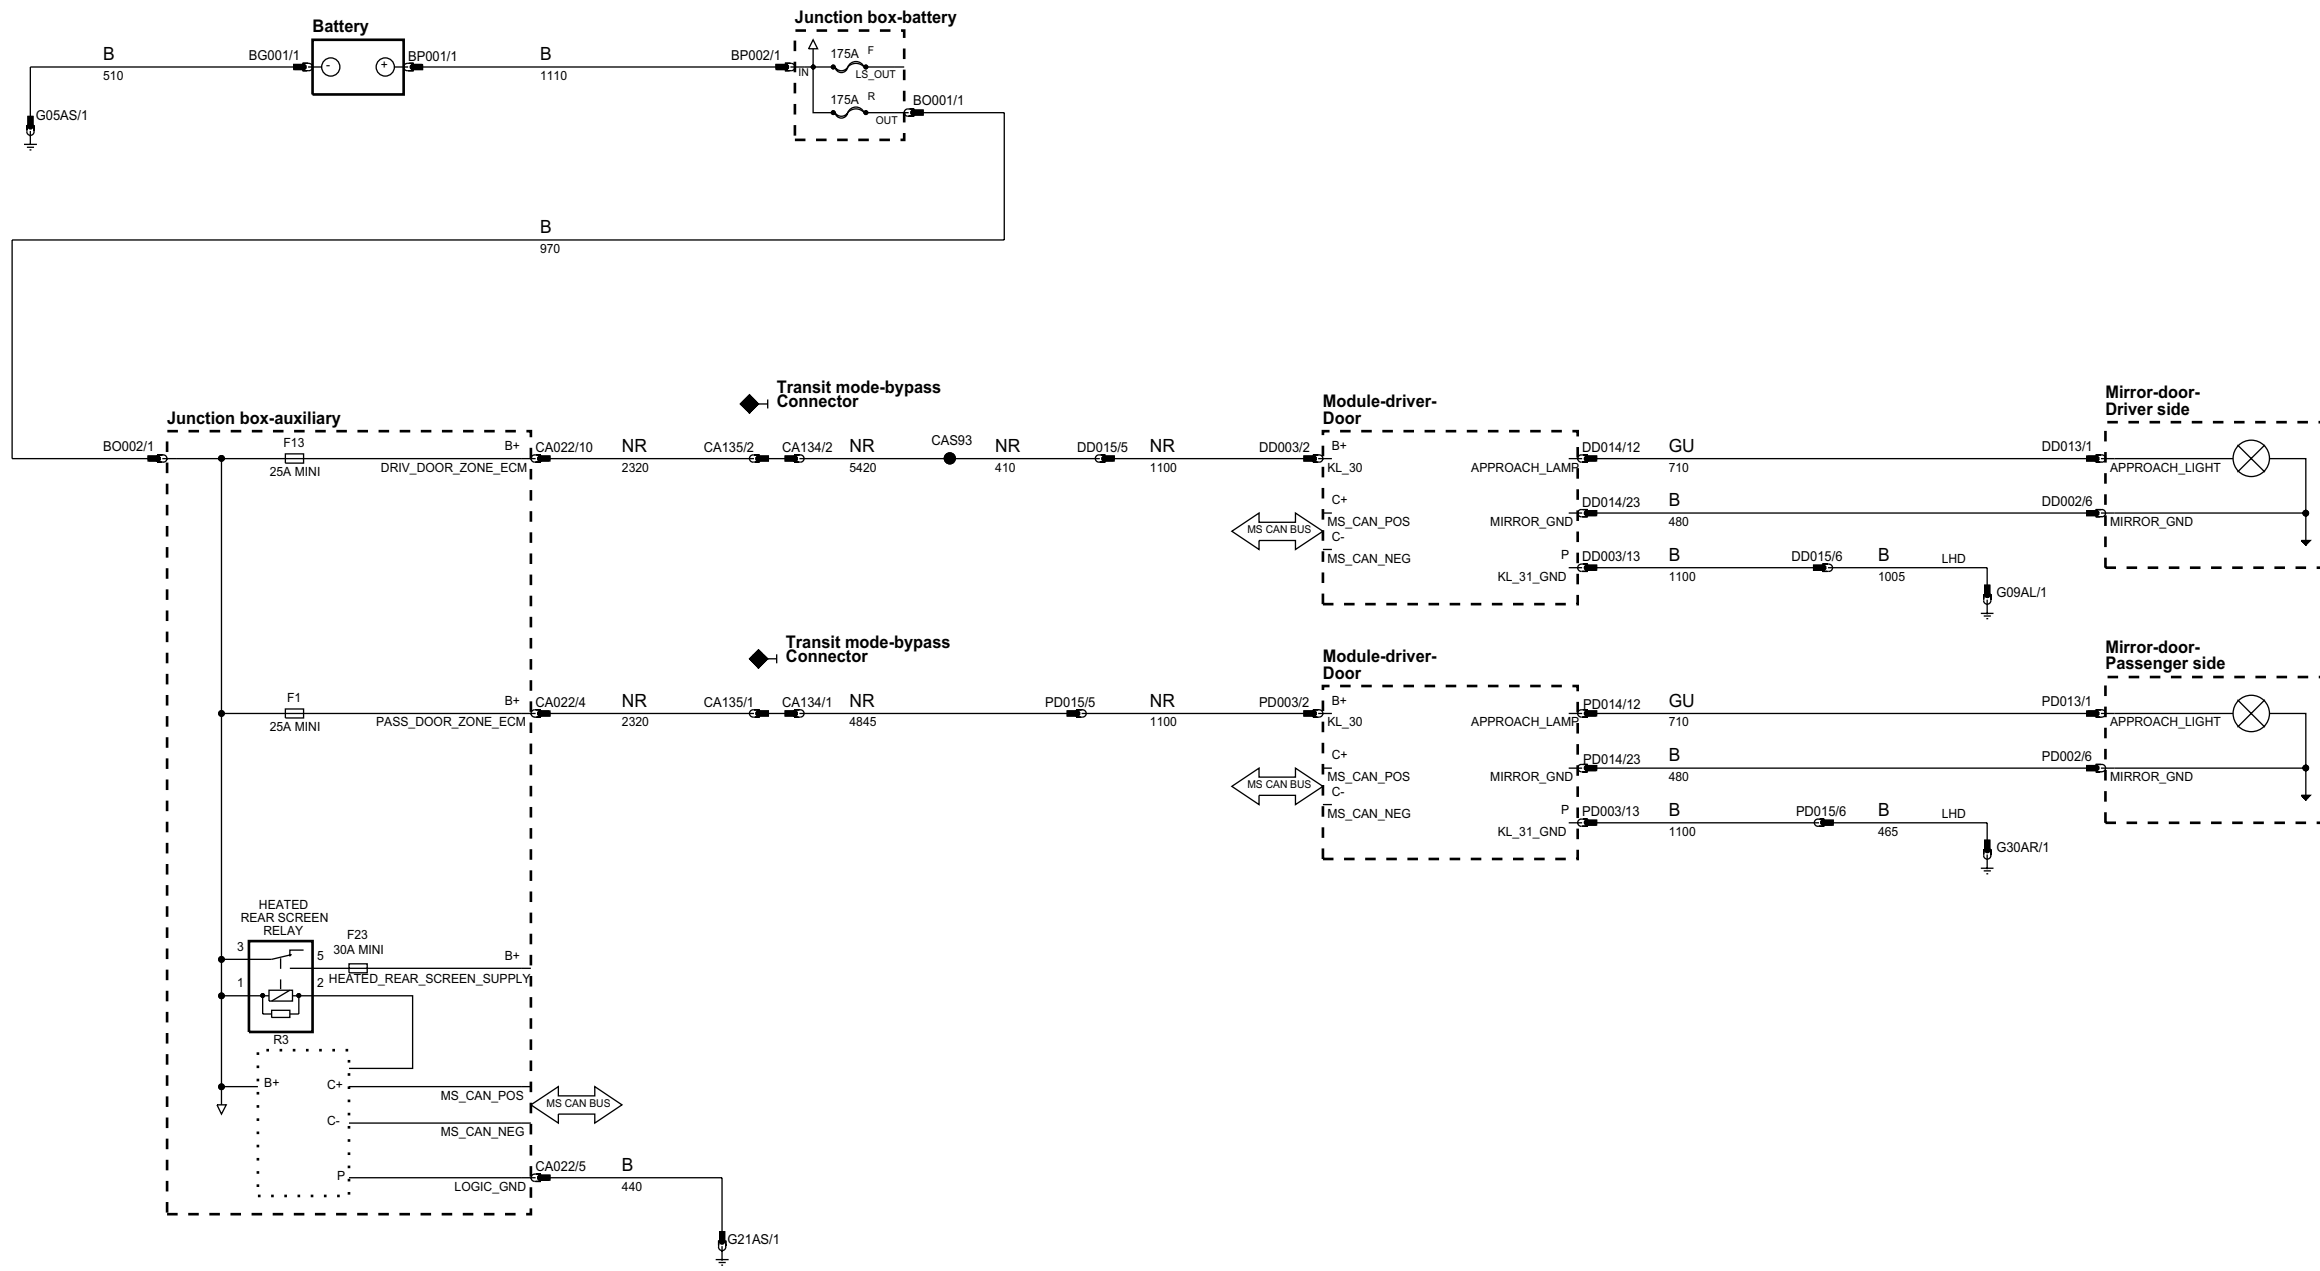 Battery
Junction box-battery
B
510
BG001/1
-
+
BP001/1
B
1110
BP002/1
IN
175A F
LS_OUT
175A R
OUT
BO001/1
G05AS/1
B
970
Transit mode-bypass
Connector
Junction box-auxiliary
BO002/1
F13
25A MINI
B+
DRIV_DOOR_ZONE_ECM
CA022/10
NR
2320
CA135/2
CA134/2
NR
5420
CAS93
NR
410
DD015/5
NR
1100
DD003/2
Module-driver-
Door
B+
KL_30
C+
MS_CAN_POS
C-
MS_CAN_NEG
MS CAN BUS
APPROACH_LAMP
MIRROR_GND
P
KL_31_GND
DD014/12
GU
710
DD013/1
DD014/23
B
480
DD002/6
DD003/13
B
1100
DD015/6
B
1005
LHD
G09AL/1
Mirror-door-
Driver side
APPROACH_LIGHT
MIRROR_GND
Transit mode-bypass
Connector
F1
25A MINI
B+
PASS_DOOR_ZONE_ECM
CA022/4
NR
2320
CA135/1
CA134/1
NR
4845
PD015/5
NR
1100
PD003/2
Module-driver-
Door
B+
KL_30
C+
MS_CAN_POS
C-
MS_CAN_NEG
MS CAN BUS
APPROACH_LAMP
MIRROR_GND
P
KL_31_GND
PD014/12
GU
710
PD013/1
PD014/23
B
480
PD002/6
PD003/13
B
1100
PD015/6
B
465
LHD
G30AR/1
Mirror-door-
Passenger side
APPROACH_LIGHT
MIRROR_GND
HEATED
REAR SCREEN
RELAY
3
5
1
2
R3
F23
30A MINI
B+
HEATED_REAR_SCREEN_SUPPLY
B+
C+
MS_CAN_POS
C-
MS_CAN_NEG
MS CAN BUS
P
LOGIC_GND
CA022/5
B
440
G21AS/1